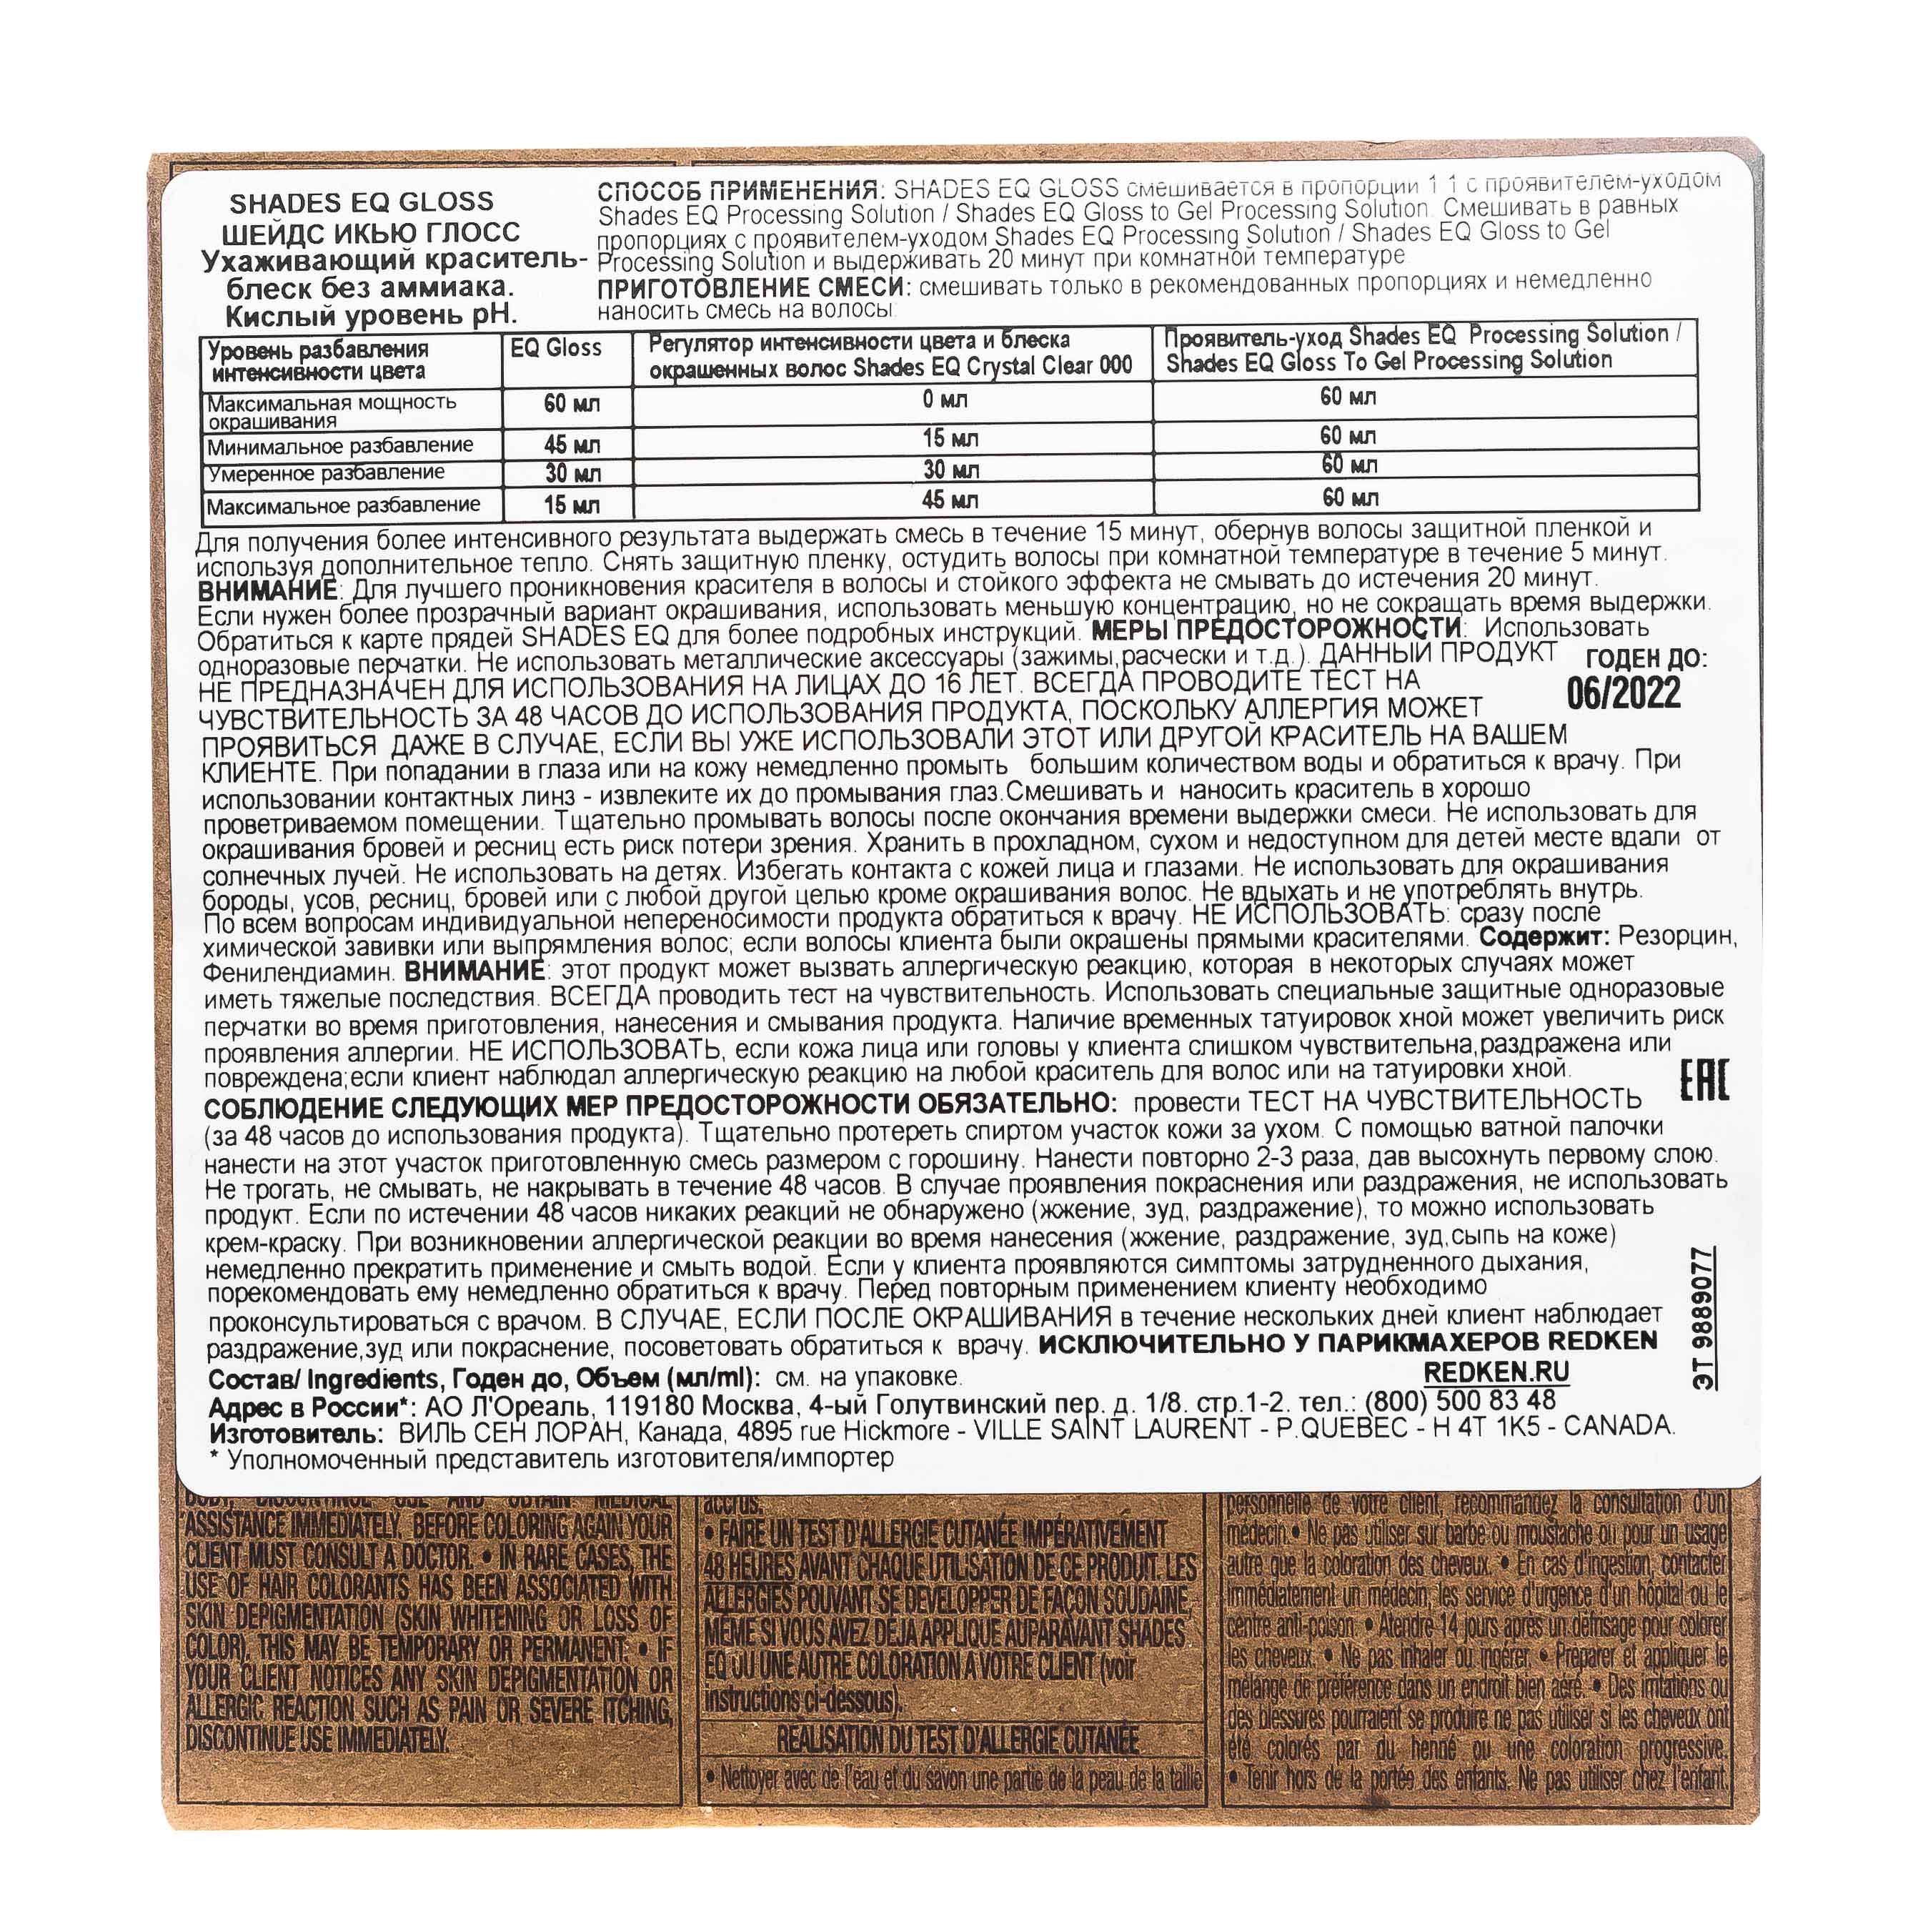 SHADES EQ GLOSS
ШЕЙДС ИКЬЮ ГЛОСС
Ухаживающий краситель-
блеск без аммиака.
Кислый уровень pH.
СПОСОБ ПРИМЕНЕНИЯ: SHADES EQ GLOSS смешивается в пропорции 1 1 с проявителем-уходом
Shades EQ Processing Solution / Shades EQ Gloss to Gel Processing Solution. Смешивать в равных
пропорциях с проявителем-уходом Shades EQ Processing Solution / Shades EQ Gloss to Gel
Processing Solution и выдерживать 20 минут при комнатной температуре
ПРИГОТОВЛЕНИЕ СМЕСИ: смешивать только в рекомендованных пропорциях и немедленно
наносить смесь на волосы.
Уровень разбавления интенсивности цвета | EQ Gloss | Регулятор интенсивности цвета и блеска окрашенных волос Shades EQ Crystal Clear 000 | Проявитель-уход Shades EQ Processing Solution / Shades EQ Gloss To Gel Processing Solution
Максимальная мощность окрашивания | 60 мл | 0 мл | 60 мл
Минимальное разбавление | 45 мл | 15 мл | 60 мл
Умеренное разбавление | 30 мл | 30 мл | 60 мл
Максимальное разбавление | 15 мл | 45 мл | 60 мл
Для получения более интенсивного результата выдержать смесь в течение 15 минут, обернув волосы защитной пленкой и
используя дополнительное тепло. Снять защитную пленку, остудить волосы при комнатной температуре в течение 5 минут.
ВНИМАНИЕ: Для лучшего проникновения красителя в волосы и стойкого эффекта не смывать до истечения 20 минут.
Если нужен более прозрачный вариант окрашивания, использовать меньшую концентрацию, но не сокращать время выдержки.
Обратиться к карте прядей SHADES EQ для более подробных инструкций. МЕРЫ ПРЕДОСТОРОЖНОСТИ: Использовать
одноразовые перчатки. Не использовать металлические аксессуары (зажимы,расчески и т.д.). ДАННЫЙ ПРОДУКТ
НЕ ПРЕДНАЗНАЧЕН ДЛЯ ИСПОЛЬЗОВАНИЯ НА ЛИЦАХ ДО 16 ЛЕТ. ВСЕГДА ПРОВОДИТЕ ТЕСТ НА
ЧУВСТВИТЕЛЬНОСТЬ ЗА 48 ЧАСОВ ДО ИСПОЛЬЗОВАНИЯ ПРОДУКТА, ПОСКОЛЬКУ АЛЛЕРГИЯ МОЖЕТ
ГОДЕН ДО:
06/2022
ПРОЯВИТЬСЯ ДАЖЕ В СЛУЧАЕ, ЕСЛИ ВЫ УЖЕ ИСПОЛЬЗОВАЛИ ЭТОТ ИЛИ ДРУГОЙ КРАСИТЕЛЬ НА ВАШЕМ
КЛИЕНТЕ. При попадании в глаза или на кожу немедленно промыть большим количеством воды и обратиться к врачу. При
использовании контактных линз - извлеките их до промывания глаз.Смешивать и наносить краситель в хорошо
проветриваемом помещении. Тщательно промывать волосы после окончания времени выдержки смеси. Не использовать для
окрашивания бровей и ресниц есть риск потери зрения. Хранить в прохладном, сухом и недоступном для детей месте вдали от
солнечных лучей. Не использовать на детях. Избегать контакта с кожей лица и глазами. Не использовать для окрашивания
бороды, усов, ресниц, бровей или с любой другой целью кроме окрашивания волос. Не вдыхать и не употреблять внутрь.
По всем вопросам индивидуальной непереносимости продукта обратиться к врачу. НЕ ИСПОЛЬЗОВАТЬ: сразу после
химической завивки или выпрямления волос; если волосы клиента были окрашены прямыми красителями. Содержит: Резорцин,
Фенилендиамин. ВНИМАНИЕ: этот продукт может вызвать аллергическую реакцию, которая в некоторых случаях может
иметь тяжелые последствия. ВСЕГДА проводить тест на чувствительность. Использовать специальные защитные одноразовые
перчатки во время приготовления, нанесения и смывания продукта. Наличие временных татуировок хной может увеличить риск
проявления аллергии. НЕ ИСПОЛЬЗОВАТЬ, если кожа лица или головы у клиента слишком чувствительна,раздражена или
повреждена;если клиент наблюдал аллергическую реакцию на любой краситель для волос или на татуировки хной.
EAC
СОБЛЮДЕНИЕ СЛЕДУЮЩИХ МЕР ПРЕДОСТОРОЖНОСТИ ОБЯЗАТЕЛЬНО: провести ТЕСТ НА ЧУВСТВИТЕЛЬНОСТЬ
(за 48 часов до использования продукта). Тщательно протереть спиртом участок кожи за ухом. С помощью ватной палочки
нанести на этот участок приготовленную смесь размером с горошину. Нанести повторно 2-3 раза, дав высохнуть первому слою.
Не трогать, не смывать, не накрывать в течение 48 часов. В случае проявления покраснения или раздражения, не использовать
продукт. Если по истечении 48 часов никаких реакций не обнаружено (жжение, зуд, раздражение), то можно использовать
крем-краску. При возникновении аллергической реакции во время нанесения (жжение, раздражение, зуд,сыпь на коже)
немедленно прекратить применение и смыть водой. Если у клиента проявляются симптомы затрудненного дыхания,
порекомендовать ему немедленно обратиться к врачу. Перед повторным применением клиенту необходимо
проконсультироваться с врачом. В СЛУЧАЕ, ЕСЛИ ПОСЛЕ ОКРАШИВАНИЯ в течение нескольких дней клиент наблюдает
раздражение,зуд или покраснение, посоветовать обратиться к врачу. ИСКЛЮЧИТЕЛЬНО У ПАРИКМАХЕРОВ REDKEN
Состав/ Ingredients, Годен до, Объем (мл/ml): см. на упаковке.
REDKEN.RU
ЭТ 9889077
Адрес в России*: АО Л'Ореаль, 119180 Москва, 4-ый Голутвинский пер. д. 1/8. стр.1-2. тел.: (800) 500 83 48
Изготовитель: ВИЛЬ СЕН ЛОРАН, Канада, 4895 rue Hickmore - VILLE SAINT LAURENT - P.QUEBEC - H 4T 1K5 - CANADA.
* Уполномоченный представитель изготовителя/импортер
BODY, DISCONTINUE USE AND OBTAIN MEDICAL
ASSISTANCE IMMEDIATELY. BEFORE COLORING AGAIN YOUR
CLIENT MUST CONSULT A DOCTOR. • IN RARE CASES, THE
USE OF HAIR COLORANTS HAS BEEN ASSOCIATED WITH
SKIN DEPIGMENTATION (SKIN WHITENING OR LOSS OF
COLOR). THIS MAY BE TEMPORARY OR PERMANENT. • IF
YOUR CLIENT NOTICES ANY SKIN DEPIGMENTATION OR
ALLERGIC REACTION SUCH AS PAIN OR SEVERE ITCHING,
DISCONTINUE USE IMMEDIATELY.
accrus.
• FAIRE UN TEST D'ALLERGIE CUTANÉE IMPÉRATIVEMENT
48 HEURES AVANT CHAQUE UTILISATION DE CE PRODUIT. LES
ALLERGIES POUVANT SE DEVELOPPER DE FAÇON SOUDAINE,
MÊME SI VOUS AVEZ DEJA APPLIQUE AUPARAVANT SHADES
EQ OU UNE AUTRE COLORATION A VOTRE CLIENT (voir
instructions ci-dessous).
RÉALISATION DU TEST D'ALLERGIE CUTANÉE
• Nettoyer avec de l'eau et du savon une partie de la peau de la taille
personnelle de votre client, recommandez la consultation d'un
médecin.• Ne pas utiliser sur barbe ou moustache ou pour un usage
autre que la coloration des cheveux. • En cas d'ingestion, contacter
immédiatement un médecin, les service d'urgence d'un hôpital ou le
centre anti-poison. • Atendre 14 jours après un défrisage pour colorer
les cheveux. • Ne pas inhaler ou ingérer. • Préparer et appliquer le
mélange de préférence dans un endroit bien aéré. • Des irritations ou
des blessures pourraient se produire ne pas utiliser si les cheveux ont
été colorés par du henné ou une coloration progressive.
• Tenir hors de la portée des enfants. Ne pas utiliser chez l'enfant.